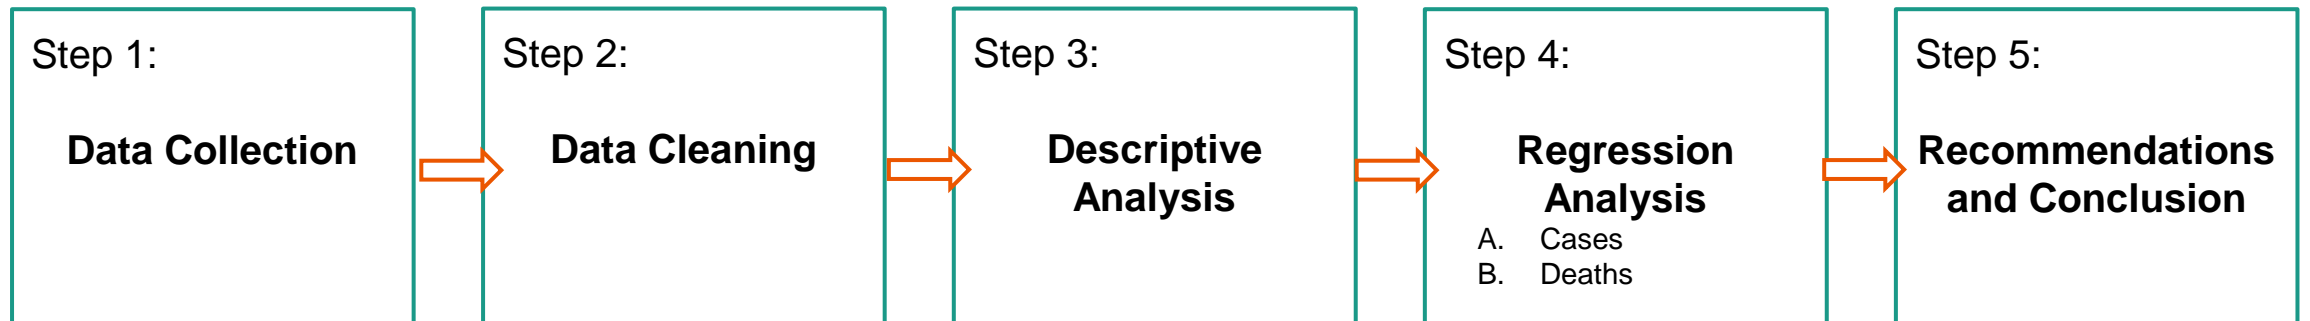 Step 1:
Data Collection
Step 2:
Data Cleaning
Step 3:
Descriptive
Analysis
Step 4:
Regression
Analysis
A. Cases
B. Deaths
Step 5:
Recommendations
and Conclusion